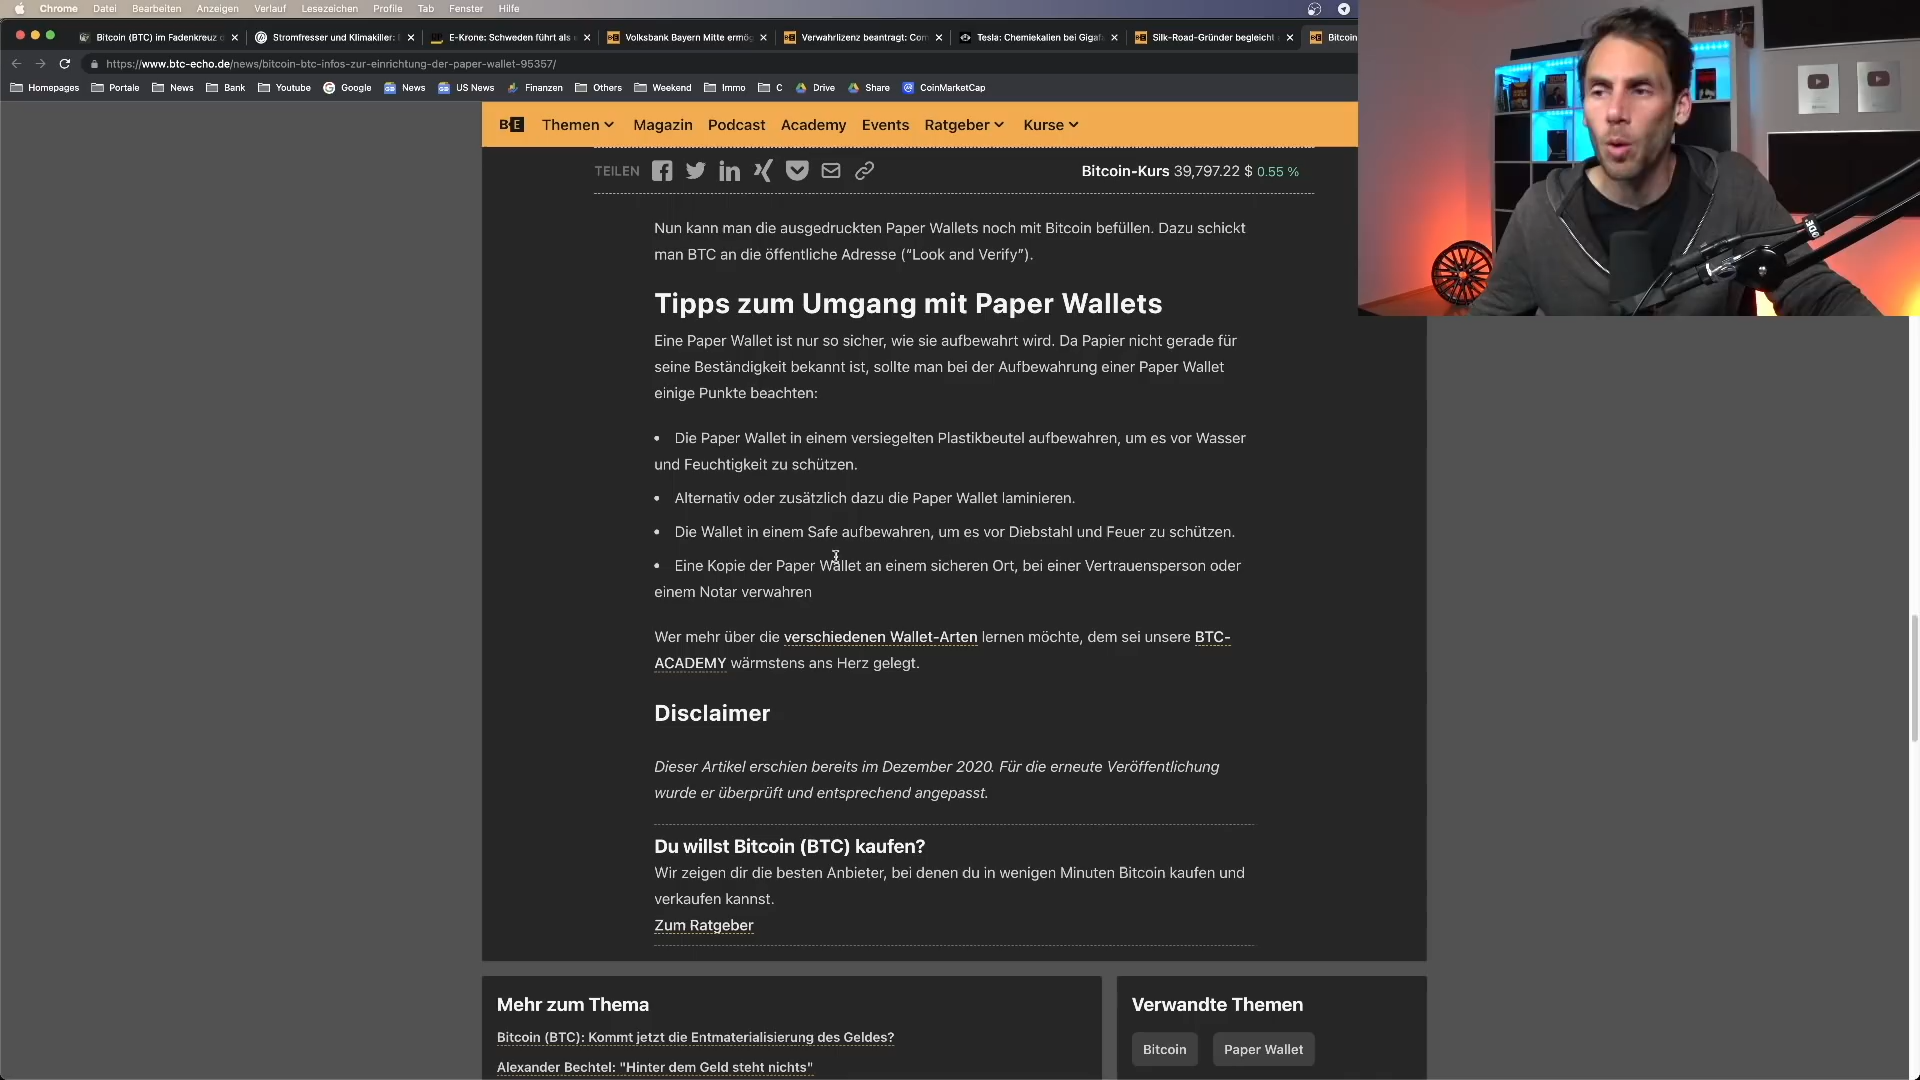 Chrome Datei Bearbeiten Anzeigen Verlauf Lesezeichen Profile Tab Fenster Hilfe
Bitcoin (BTC) im Fadenkreuz d
Stromfresser und Klimakiller:
E-Krone: Schweden führt als
Volksbank Bayern Mitte ermög
Verwahrlizenz beantragt: Com
Tesla: Chemiekalien bei Gigaf
Silk-Road-Gründer begleicht
Bitcoin
https://www.btc-echo.de/news/bitcoin-btc-infos-zur-einrichtung-der-paper-wallet-95357/
Homepages Portale News Bank Youtube Google News US News Finanzen Others Weekend Immo C Drive Share CoinMarketCap
B-E Themen Magazin Podcast Academy Events Ratgeber Kurse
TEILEN Bitcoin-Kurs 39,797.22 $ 0.55 %
Nun kann man die ausgedruckten Paper Wallets noch mit Bitcoin befüllen. Dazu schickt
man BTC an die öffentliche Adresse (“Look and Verify”).
Tipps zum Umgang mit Paper Wallets
Eine Paper Wallet ist nur so sicher, wie sie aufbewahrt wird. Da Papier nicht gerade für
seine Beständigkeit bekannt ist, sollte man bei der Aufbewahrung einer Paper Wallet
einige Punkte beachten:
• Die Paper Wallet in einem versiegelten Plastikbeutel aufbewahren, um es vor Wasser
und Feuchtigkeit zu schützen.
• Alternativ oder zusätzlich dazu die Paper Wallet laminieren.
• Die Wallet in einem Safe aufbewahren, um es vor Diebstahl und Feuer zu schützen.
• Eine Kopie der Paper Wallet an einem sicheren Ort, bei einer Vertrauensperson oder
einem Notar verwahren
Wer mehr über die verschiedenen Wallet-Arten lernen möchte, dem sei unsere BTC-
ACADEMY wärmstens ans Herz gelegt.
Disclaimer
Dieser Artikel erschien bereits im Dezember 2020. Für die erneute Veröffentlichung
wurde er überprüft und entsprechend angepasst.
Du willst Bitcoin (BTC) kaufen?
Wir zeigen dir die besten Anbieter, bei denen du in wenigen Minuten Bitcoin kaufen und
verkaufen kannst.
Zum Ratgeber
Mehr zum Thema
Bitcoin (BTC): Kommt jetzt die Entmaterialisierung des Geldes?
Alexander Bechtel: "Hinter dem Geld steht nichts"
Verwandte Themen
Bitcoin Paper Wallet